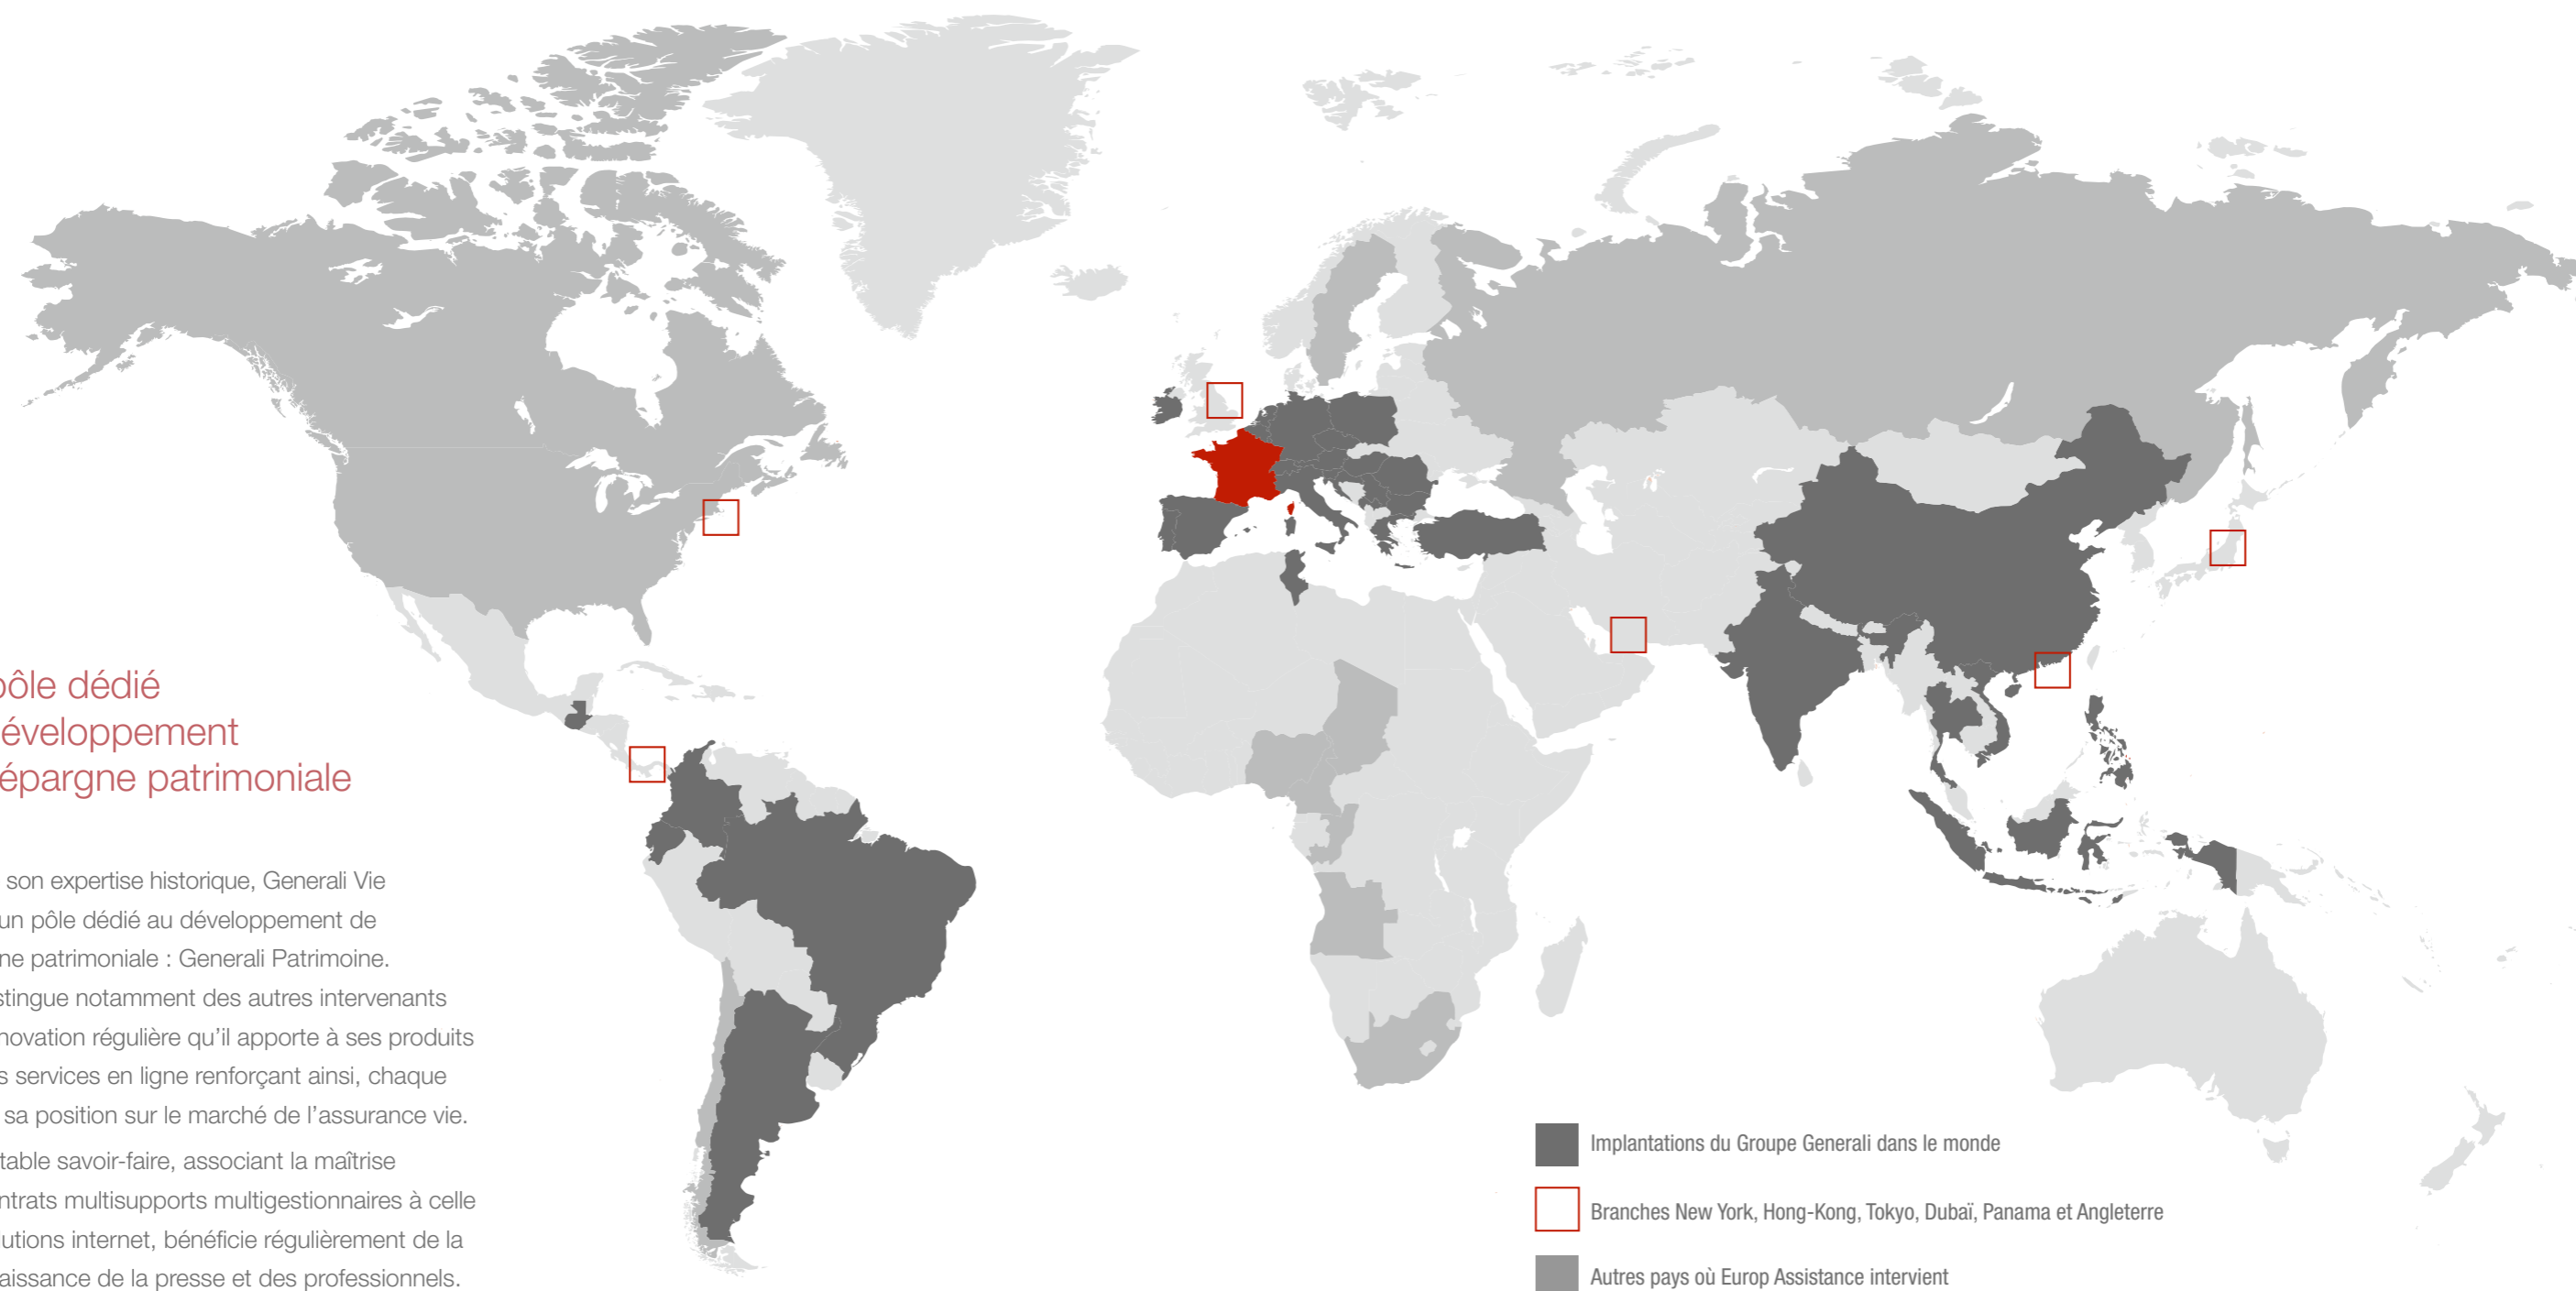 pôle dédié
éveloppement
épargne patrimoniale
son expertise historique, Generali Vie
un pôle dédié au développement de
ne patrimoniale : Generali Patrimoine.
stingue notamment des autres intervenants
novation régulière qu’il apporte à ses produits
s services en ligne renforçant ainsi, chaque
sa position sur le marché de l’assurance vie.
table savoir-faire, associant la maîtrise
ntrats multisupports multigestionnaires à celle
utions internet, bénéficie régulièrement de la
aissance de la presse et des professionnels.
Implantations du Groupe Generali dans le monde
Branches New York, Hong-Kong, Tokyo, Dubaï, Panama et Angleterre
Autres pays où Europ Assistance intervient